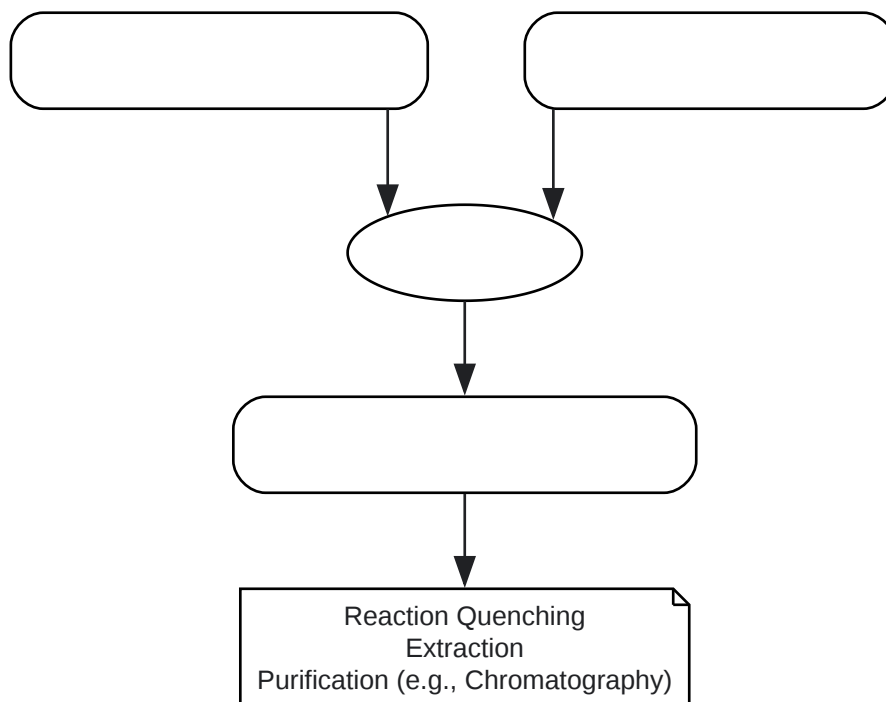 Reaction Quenching
Extraction
Purification (e.g., Chromatography)